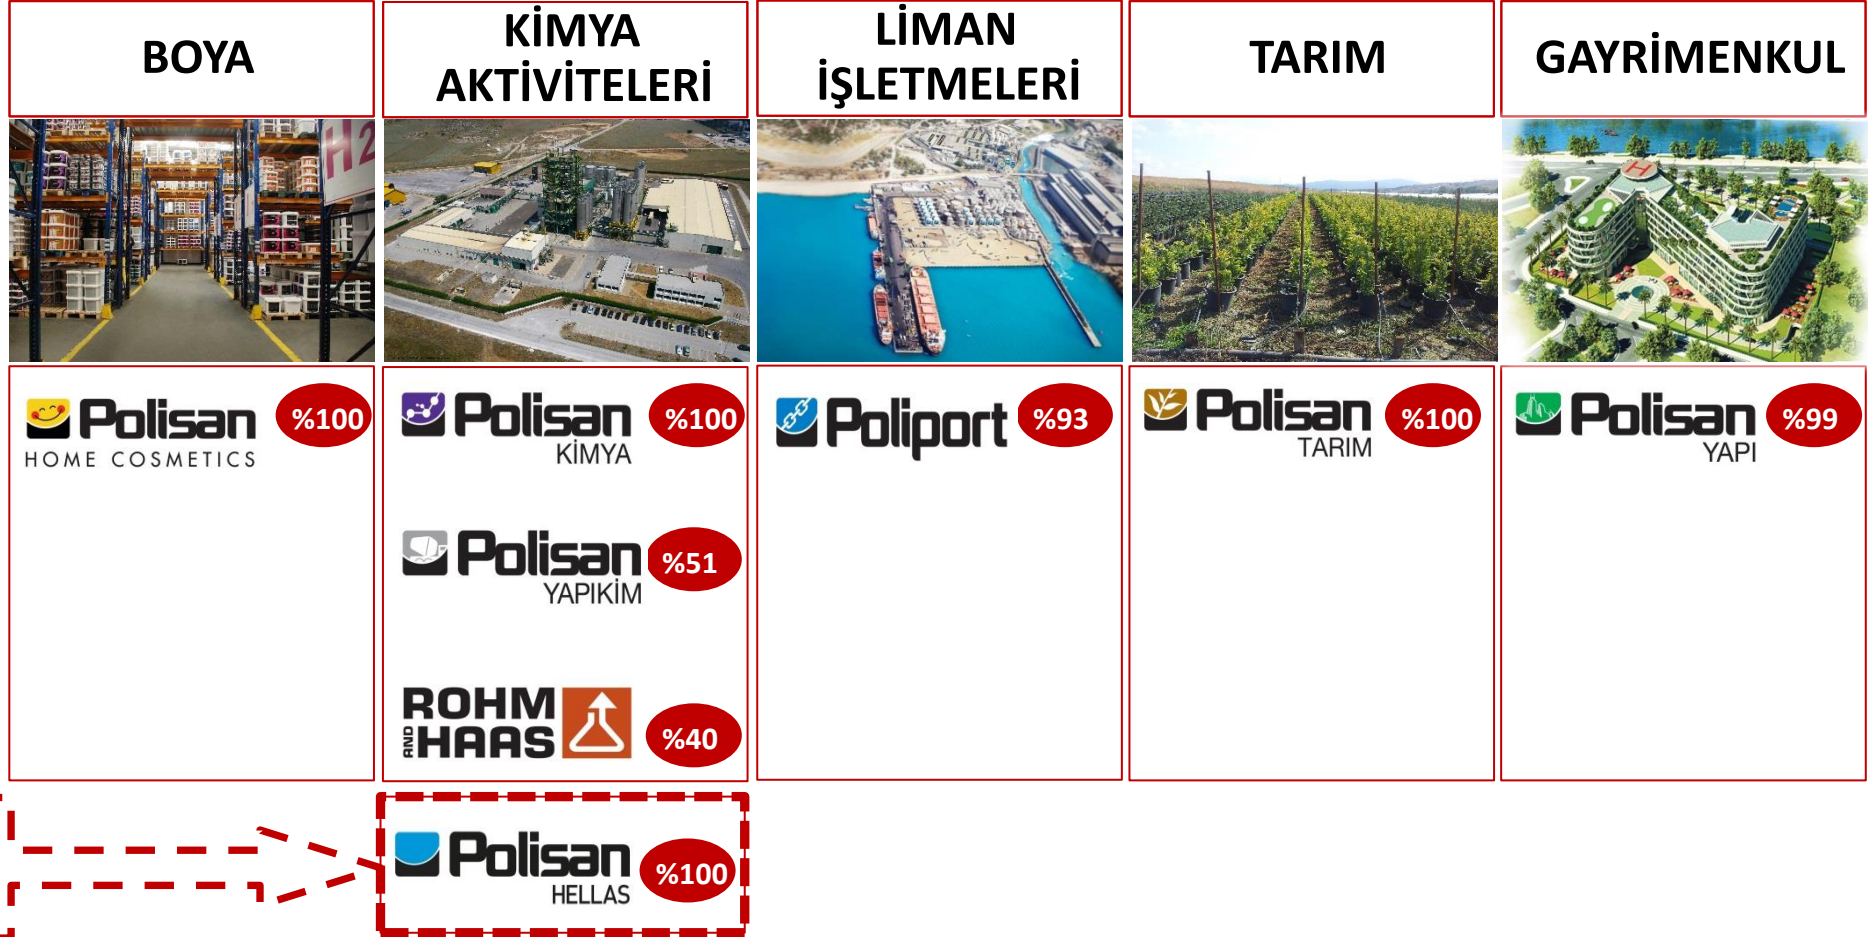 BOYA
KİMYA
AKTİVİTELERİ
LİMAN
İŞLETMELERİ
TARIM
GAYRİMENKUL
H2
H
Polisan
HOME COSMETICS
%100
Polisan
KİMYA
%100
Polisan
YAPIKİM
%51
ROHM
AND HAAS
%40
Poliport
%93
Polisan
TARIM
%100
Polisan
YAPI
%99
Polisan
HELLAS
%100